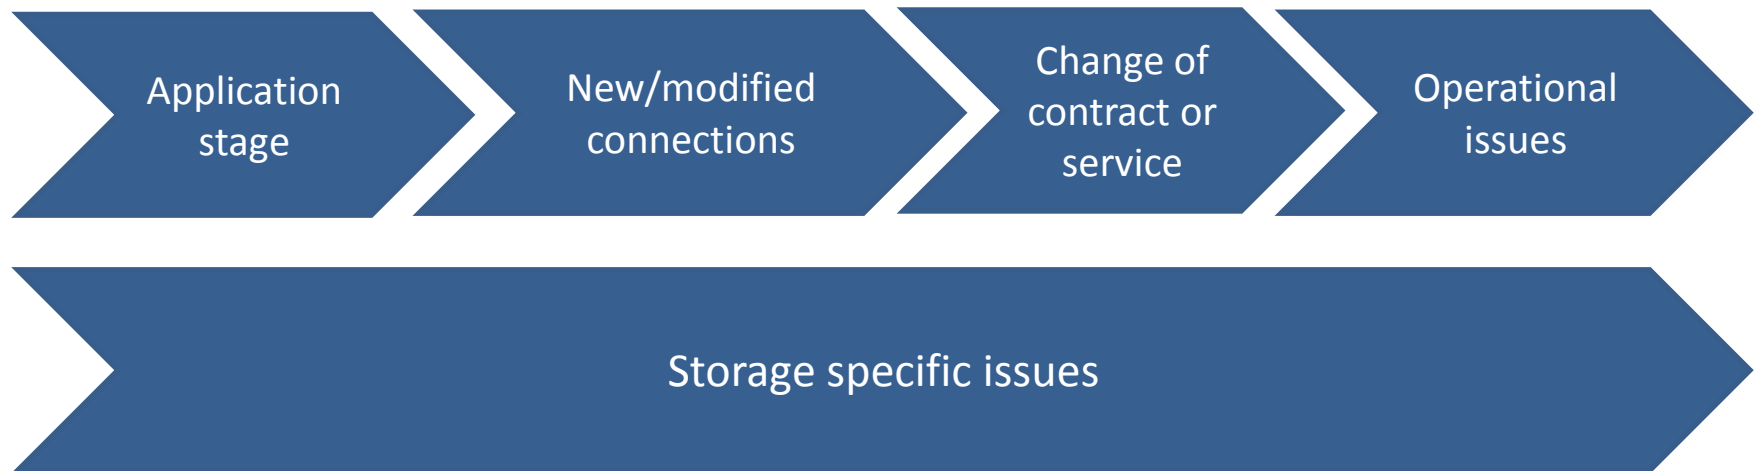 Application
stage
New/modified
connections
Change of
contract or
service
Operational
issues
Storage specific issues